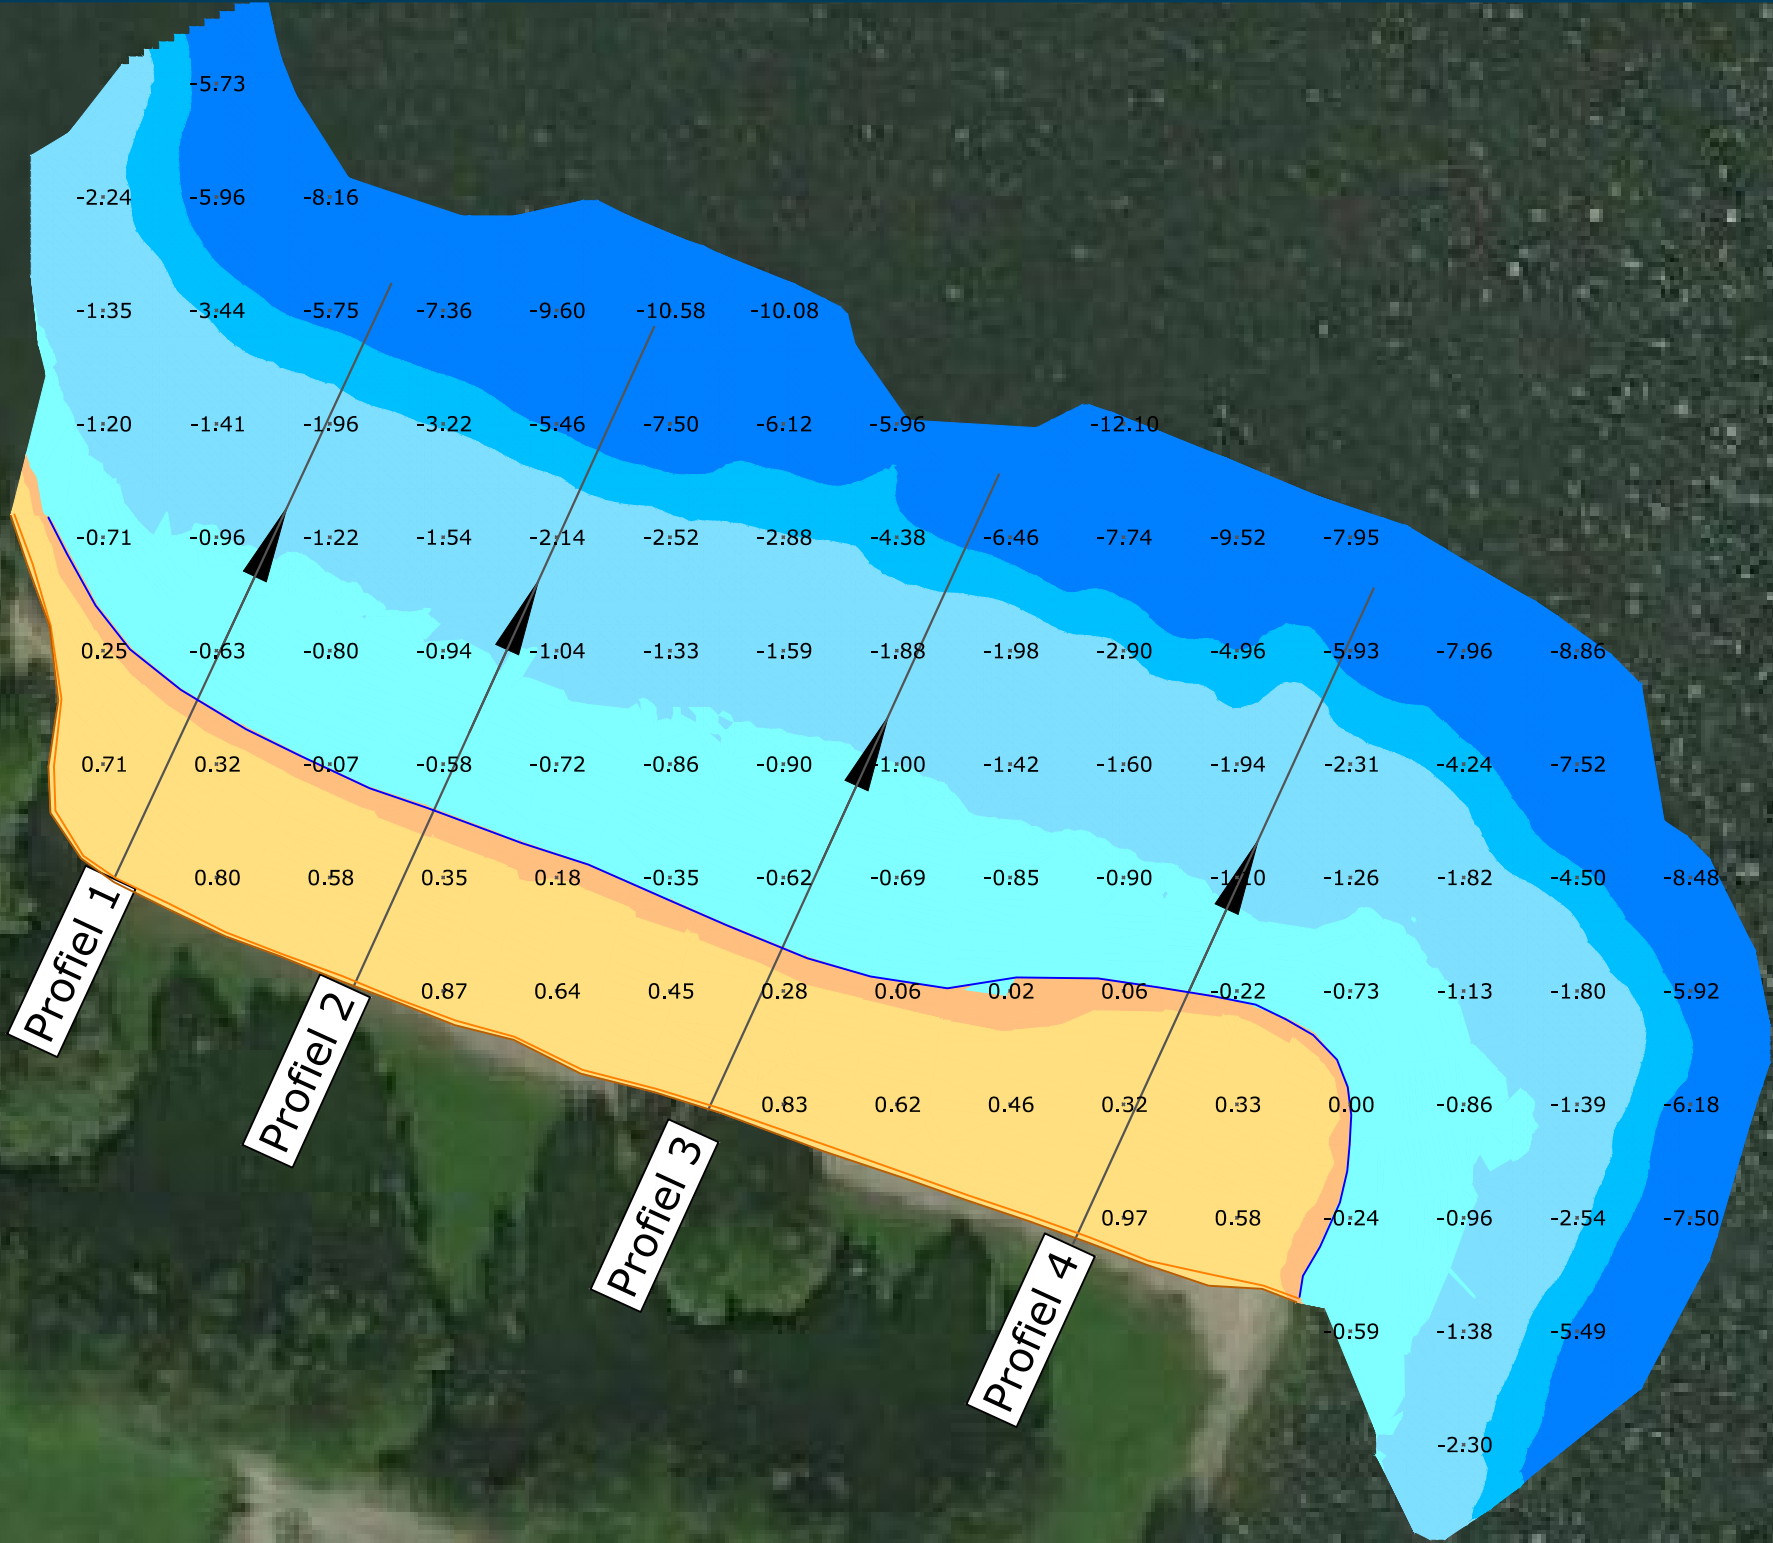 -5.73
-2.24 -5.96 -8.16
-1.35 -3.44 -5.75 -7.36 -9.60 -10.58 -10.08
-1.20 -1.41 -1.96 -3.22 -5.46 -7.50 -6.12 -5.96 -12.10
-0.71 -0.96 -1.22 -1.54 -2.14 -2.52 -2.88 -4.38 -6.46 -7.74 -9.52 -7.95
0.25 -0.63 -0.80 -0.94 -1.04 -1.33 -1.59 -1.88 -1.98 -2.90 -4.96 -5.93 -7.96 -8.86
0.71 0.32 -0.07 -0.58 -0.72 -0.86 -0.90 -1.00 -1.42 -1.60 -1.94 -2.31 -4.24 -7.52
0.80 0.58 0.35 0.18 -0.35 -0.62 -0.69 -0.85 -0.90 -1.10 -1.26 -1.82 -4.50 -8.48
0.87 0.64 0.45 0.28 0.06 0.02 0.06 -0.22 -0.73 -1.13 -1.80 -5.92
0.83 0.62 0.46 0.32 0.33 0.00 -0.86 -1.39 -6.18
0.97 0.58 -0.24 -0.96 -2.54 -7.50
-0.59 -1.38 -5.49
-2.30
Profiel 1
Profiel 2
Profiel 3
Profiel 4